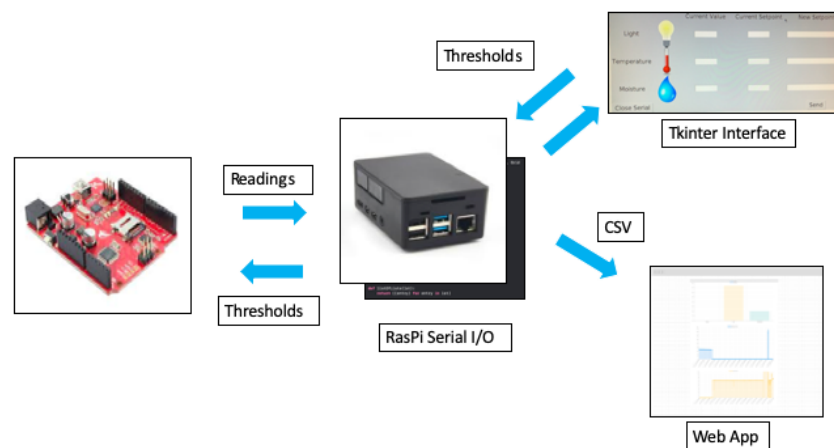 Current Value Current Setpoint New Setpoint
Light
Thresholds
Temperature
Moisture
Close Serial Send
Tkinter Interface
Readings
CSV
Thresholds
RasPi Serial I/O
Web App